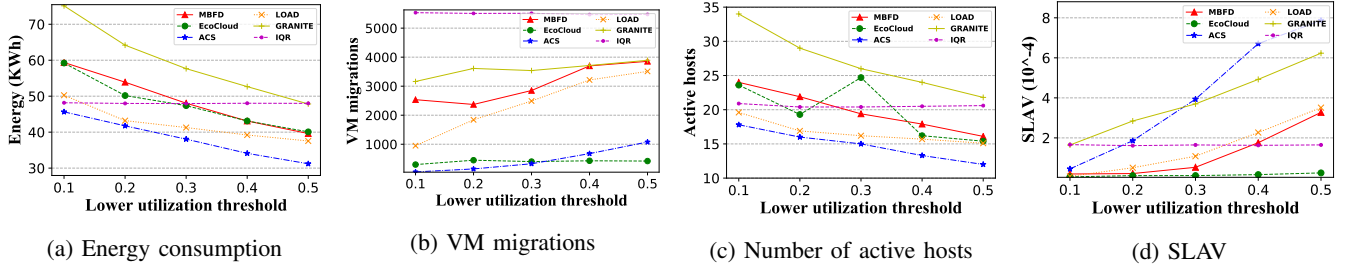 Energy (KWh)
70
60
50
40
30
0.1 0.2 0.3 0.4 0.5
Lower utilization threshold
MBFD
EcoCloud
ACS
LOAD
GRANITE
IQR
(a) Energy consumption
VM migrations
5000
4000
3000
2000
1000
0.1 0.2 0.3 0.4 0.5
Lower utilization threshold
MBFD
EcoCloud
ACS
LOAD
GRANITE
IQR
(b) VM migrations
Active hosts
35
30
25
20
15
10
0.1 0.2 0.3 0.4 0.5
Lower utilization threshold
MBFD
EcoCloud
ACS
LOAD
GRANITE
IQR
(c) Number of active hosts
SLAV (10^-4)
8
6
4
2
0.1 0.2 0.3 0.4 0.5
Lower utilization threshold
MBFD
EcoCloud
ACS
LOAD
GRANITE
IQR
(d) SLAV